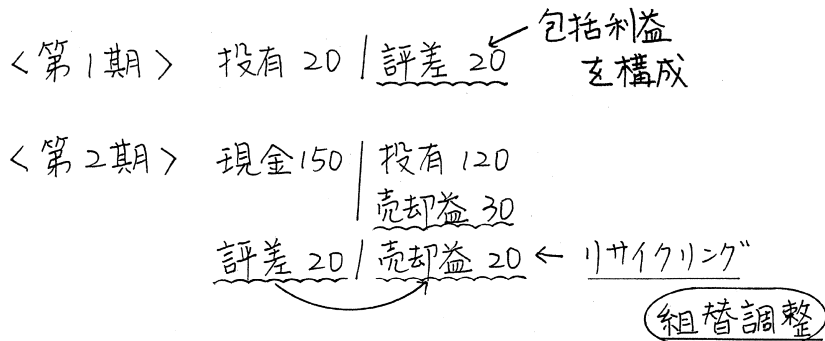 <第1期> 投有 20 / 評差 20 ← 包括利益
を構成
<第2期> 現金150 / 投有 120
売却益 30
評差 20 / 売却益 20 ← リサイクリング
組替調整